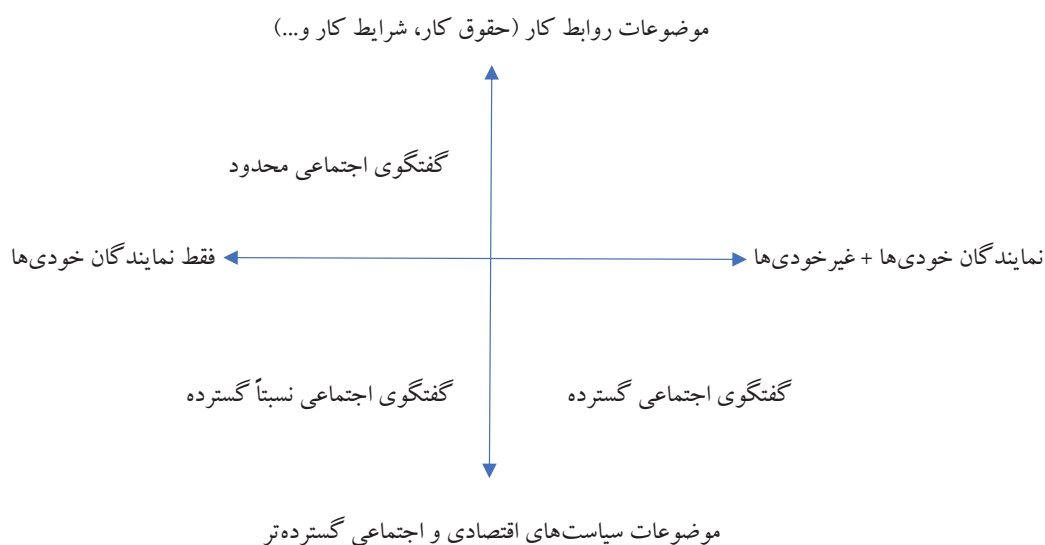 موضوعات روابط کار (حقوق کار، شرایط کار و...)
گفتگوی اجتماعی محدود
نمایندگان خودی‌ها + غیرخودی‌ها
فقط نمایندگان خودی‌ها
گفتگوی اجتماعی گسترده
گفتگوی اجتماعی نسبتاً گسترده
موضوعات سیاست‌های اقتصادی و اجتماعی گسترده‌تر